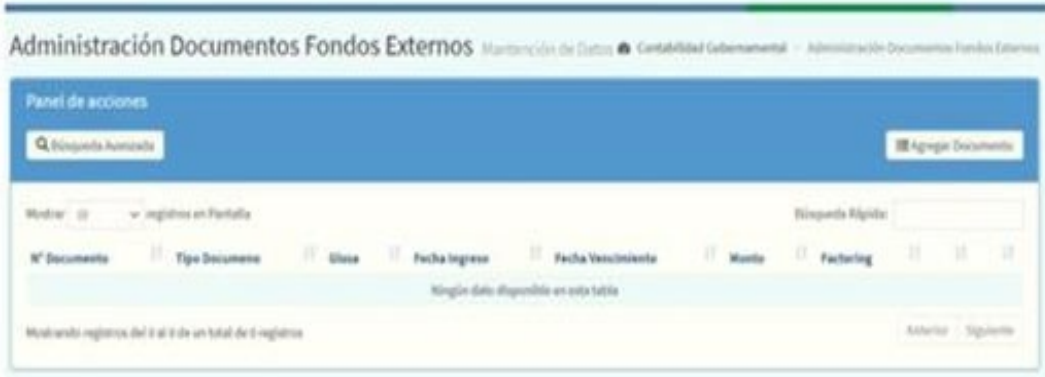 Administración Documentos Fondos Externos Mantención de Datos Contabilidad Gubernamental - Administración Documentos Fondos Externos
Panel de acciones
Búsqueda Avanzada
Agregar Documento
Mostrar 10 registros en Pantalla
Búsqueda Rápida:
N° Documento Tipo Documeno Glosa Fecha Ingreso Fecha Vencimiento Monto Factoring
Ningún dato disponible en esta tabla
Mostrando registros del 0 al 0 de un total de 0 registros
Anterior Siguiente